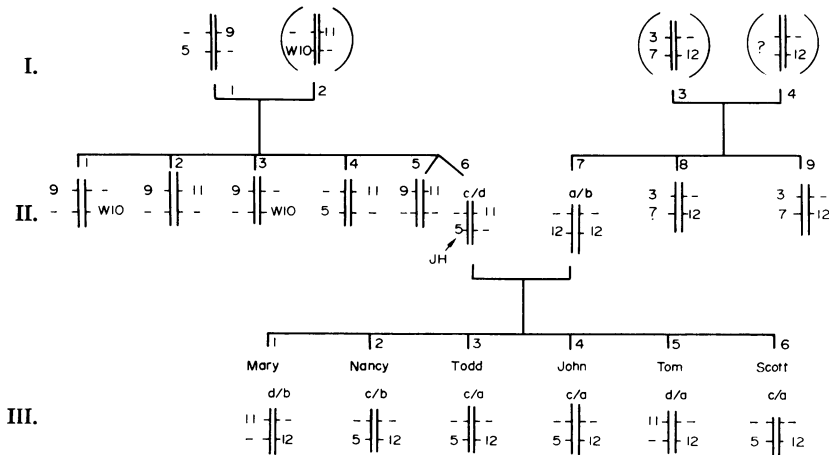 - 9 - 11 3 - -
5 - W10 - 7 12 ? 12
I.
1 2 3 4
1 2 3 4 5 6 7 8 9
c/d a/b
9 - 9 11 9 - - 11 9 11 - 11 - - 3 - 3 -
II.
- W10 - - - W10 5 - - - 5 - 12 12 ? 12 7 12
JH
1 2 3 4 5 6
Mary Nancy Todd John Tom Scott
d/b c/b c/a c/a d/a c/a
III.
11 - - - - - - - 11 - - -
- 12 5 12 5 12 5 12 - 12 5 12